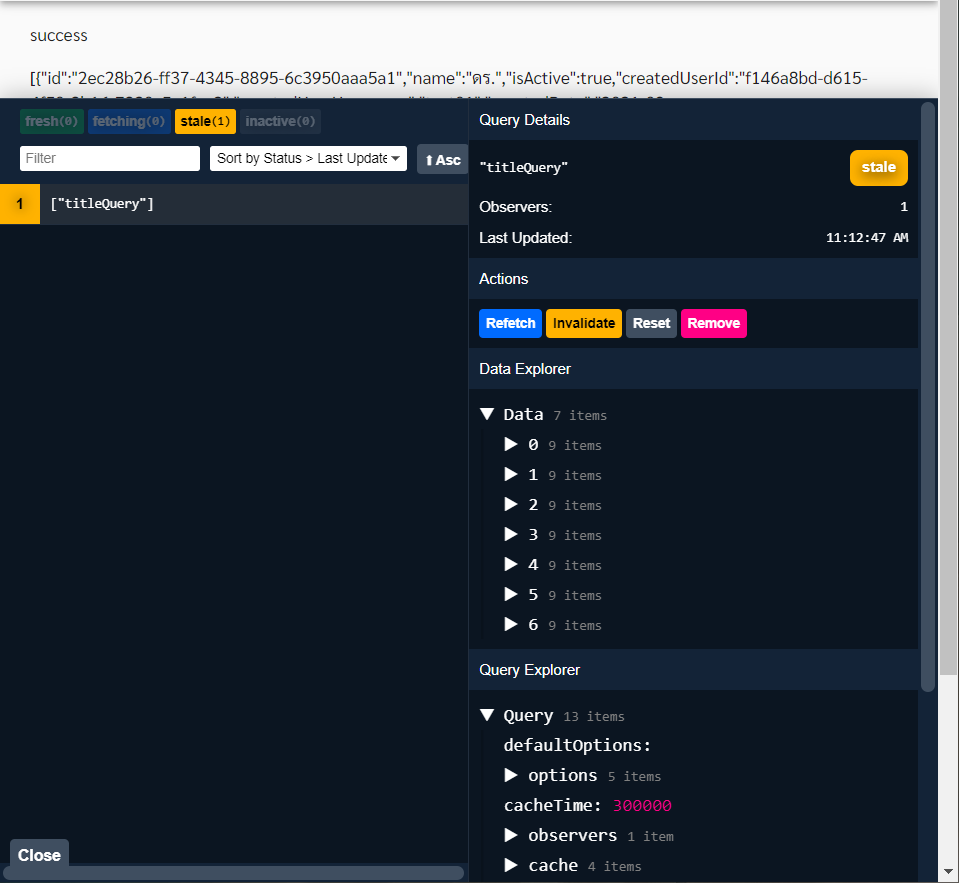 success
[{"id":"2ec28b26-ff37-4345-8895-6c3950aaa5a1","name":"ดร.","isActive":true,"createdUserId":"f146a8bd-d615-
fresh(0) fetching(0) stale(1) inactive(0)
Filter
Sort by Status > Last Update
⬆ Asc
1 ["titleQuery"]
Close
Query Details
"titleQuery"
stale
Observers: 1
Last Updated: 11:12:47 AM
Actions
Refetch Invalidate Reset Remove
Data Explorer
▼ Data 7 items
▶ 0 9 items
▶ 1 9 items
▶ 2 9 items
▶ 3 9 items
▶ 4 9 items
▶ 5 9 items
▶ 6 9 items
Query Explorer
▼ Query 13 items
defaultOptions:
▶ options 5 items
cacheTime: 300000
▶ observers 1 item
▶ cache 4 items